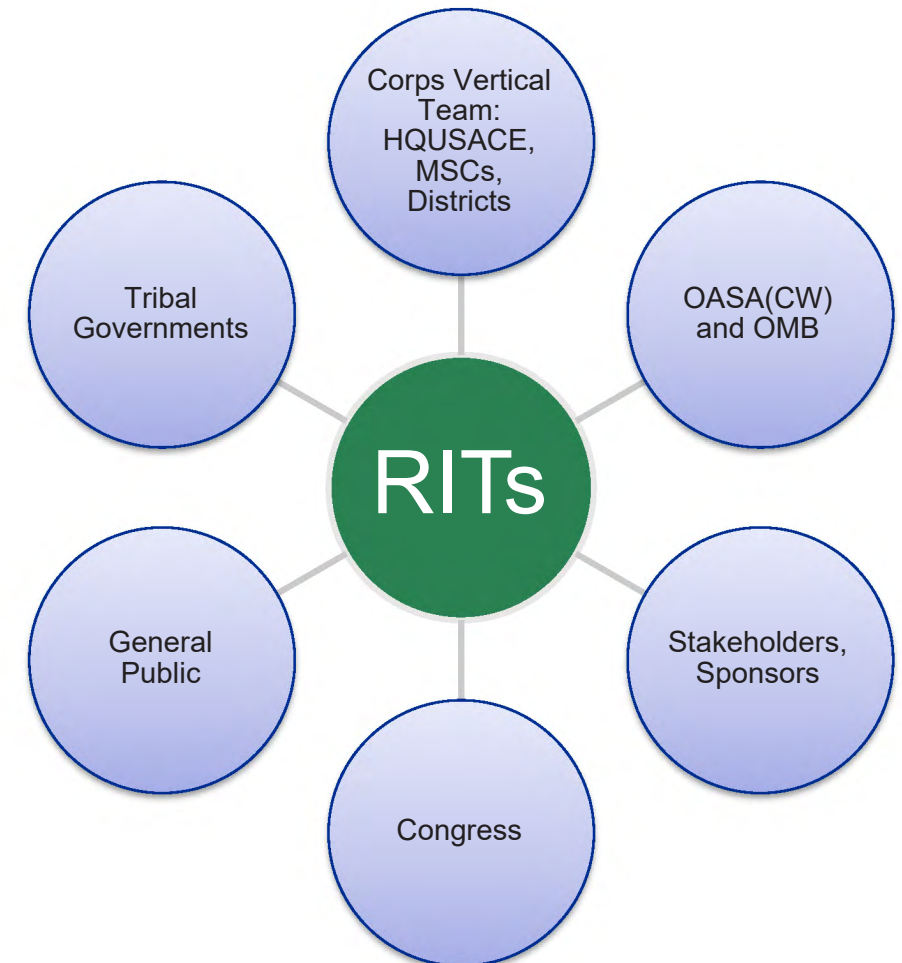 Corps Vertical
Team:
HQUSACE,
MSCs,
Districts
Tribal
Governments
OASA(CW)
and OMB
RITs
General
Public
Stakeholders,
Sponsors
Congress